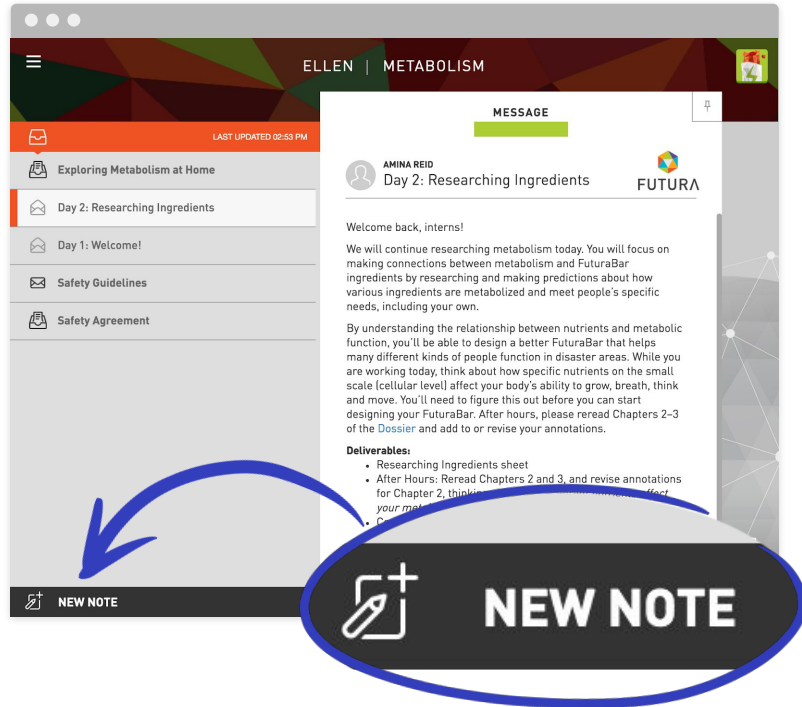 ELLEN | METABOLISM
LAST UPDATED 02:53 PM
Exploring Metabolism at Home
Day 2: Researching Ingredients
Day 1: Welcome!
Safety Guidelines
Safety Agreement
NEW NOTE
MESSAGE
AMINA REID
Day 2: Researching Ingredients
FUTURA
Welcome back, interns!
We will continue researching metabolism today. You will focus on
making connections between metabolism and FuturaBar
ingredients by researching and making predictions about how
various ingredients are metabolized and meet people's specific
needs, including your own.
By understanding the relationship between nutrients and metabolic
function, you'll be able to design a better FuturaBar that helps
many different kinds of people function in disaster areas. While you
are working today, think about how specific nutrients on the small
scale (cellular level) affect your body's ability to grow, breath, think
and move. You'll need to figure this out before you can start
designing your FuturaBar. After hours, please reread Chapters 2–3
of the Dossier and add to or revise your annotations.
Deliverables:
• Researching Ingredients sheet
• After Hours: Reread Chapters 2 and 3, and revise annotations
for Chapter 2, thinking
your
NEW NOTE